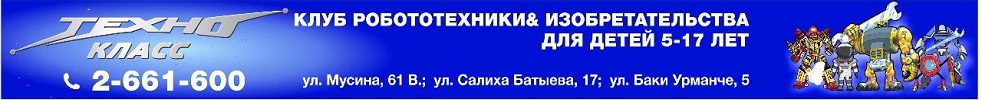 ТЕХНО
КЛАСС
2-661-600
КЛУБ РОБОТОТЕХНИКИ& ИЗОБРЕТАТЕЛЬСТВА
ДЛЯ ДЕТЕЙ 5-17 ЛЕТ
ул. Мусина, 61 В.; ул. Салиха Батыева, 17; ул. Баки Урманче, 5